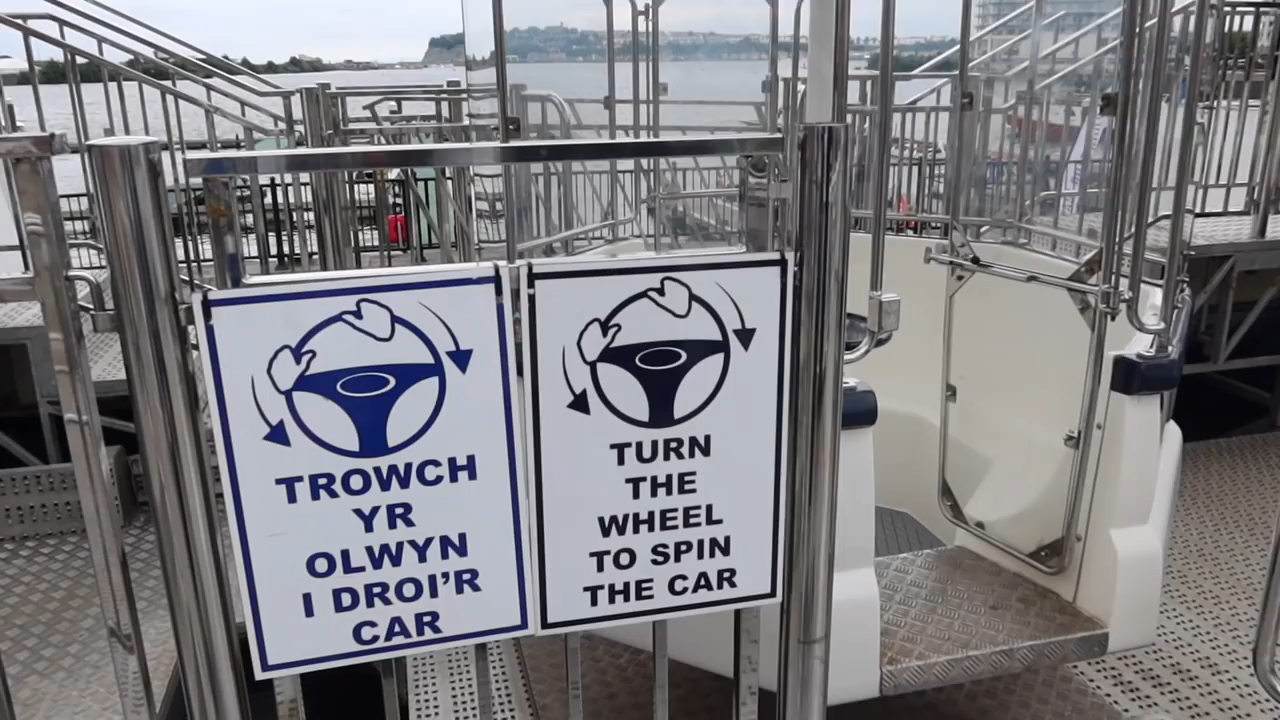 TROWCH
YR
OLWYN
I DROI'R
CAR
TURN
THE
WHEEL
TO SPIN
THE CAR